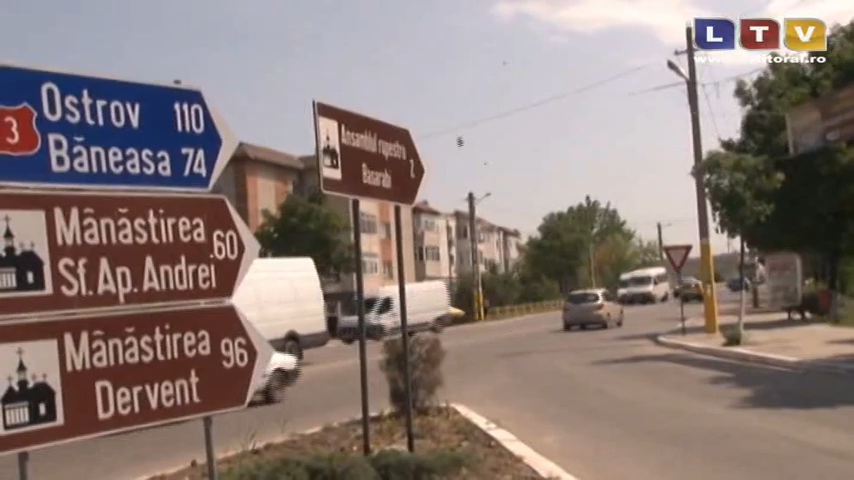 LTV
3
Ostrov 110
Băneasa 74
Mânăstirea
Sf.Ap. Andrei 60
Mânăstirea
Dervent 96
Ansamblul rupestru
Basarabi 2